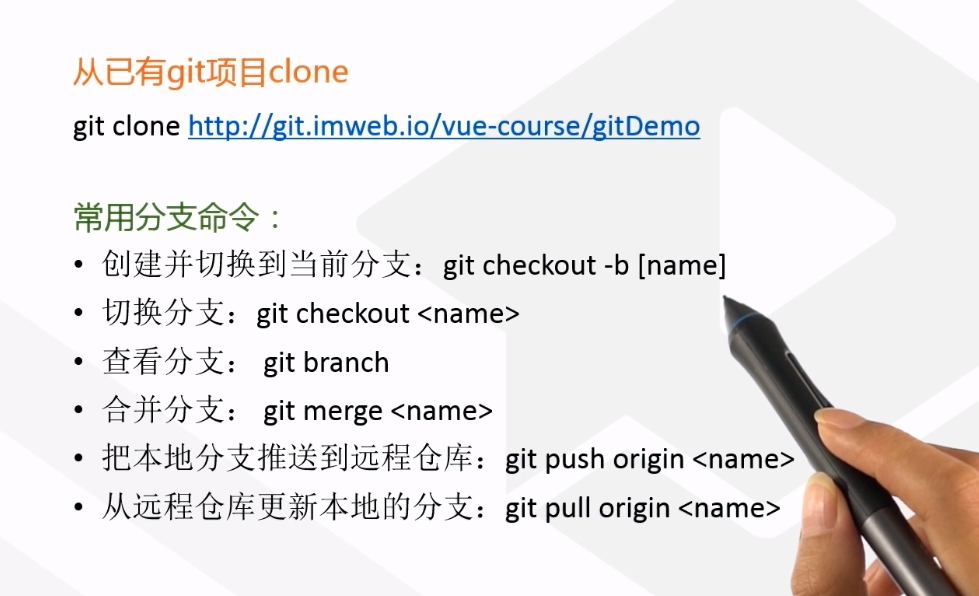 从已有git项目clone
git clone http://git.imweb.io/vue-course/gitDemo
常用分支命令：
• 创建并切换到当前分支：git checkout -b [name]
• 切换分支：git checkout <name>
• 查看分支： git branch
• 合并分支： git merge <name>
• 把本地分支推送到远程仓库：git push origin <name>
• 从远程仓库更新本地的分支：git pull origin <name>